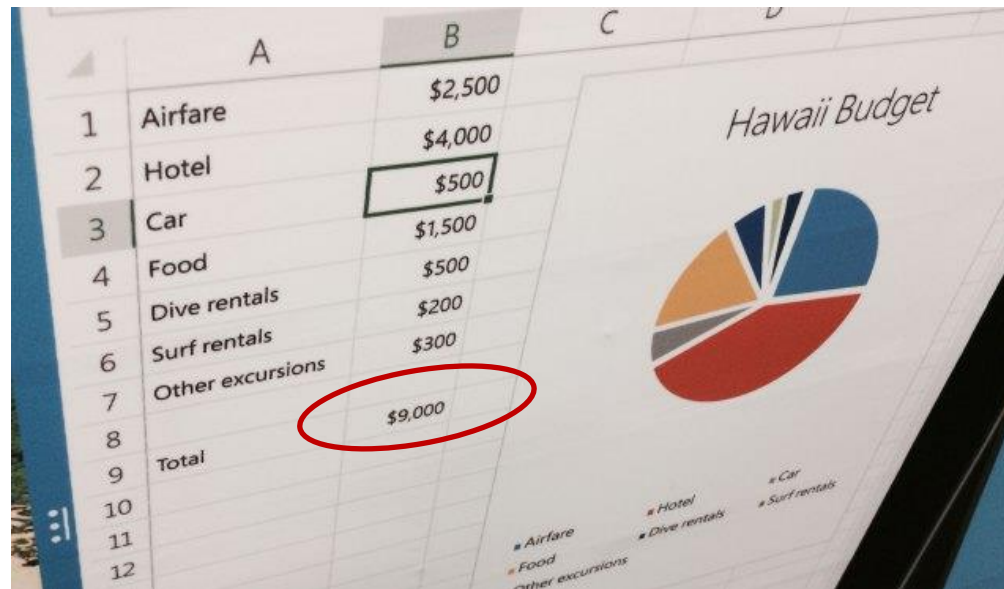 A B C D
1 Airfare $2,500
2 Hotel $4,000
3 Car $500
4 Food $1,500
5 Dive rentals $500
6 Surf rentals $200
7 Other excursions $300
8
9 Total $9,000
10
11
12
Hawaii Budget
Airfare Hotel Car
Food Dive rentals Surf rentals
Other excursions